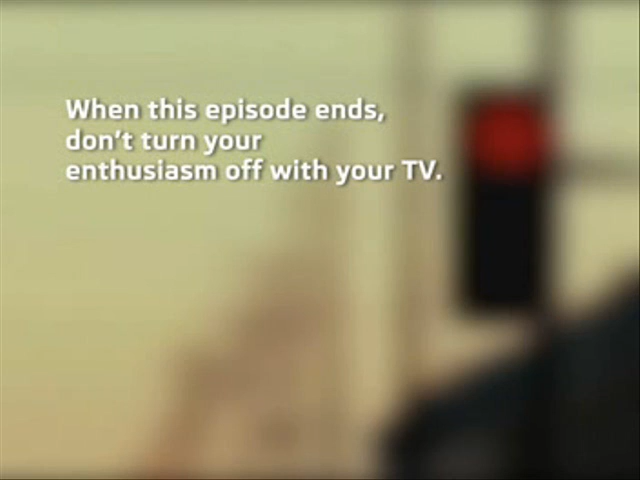 When this episode ends,
don't turn your
enthusiasm off with your TV.